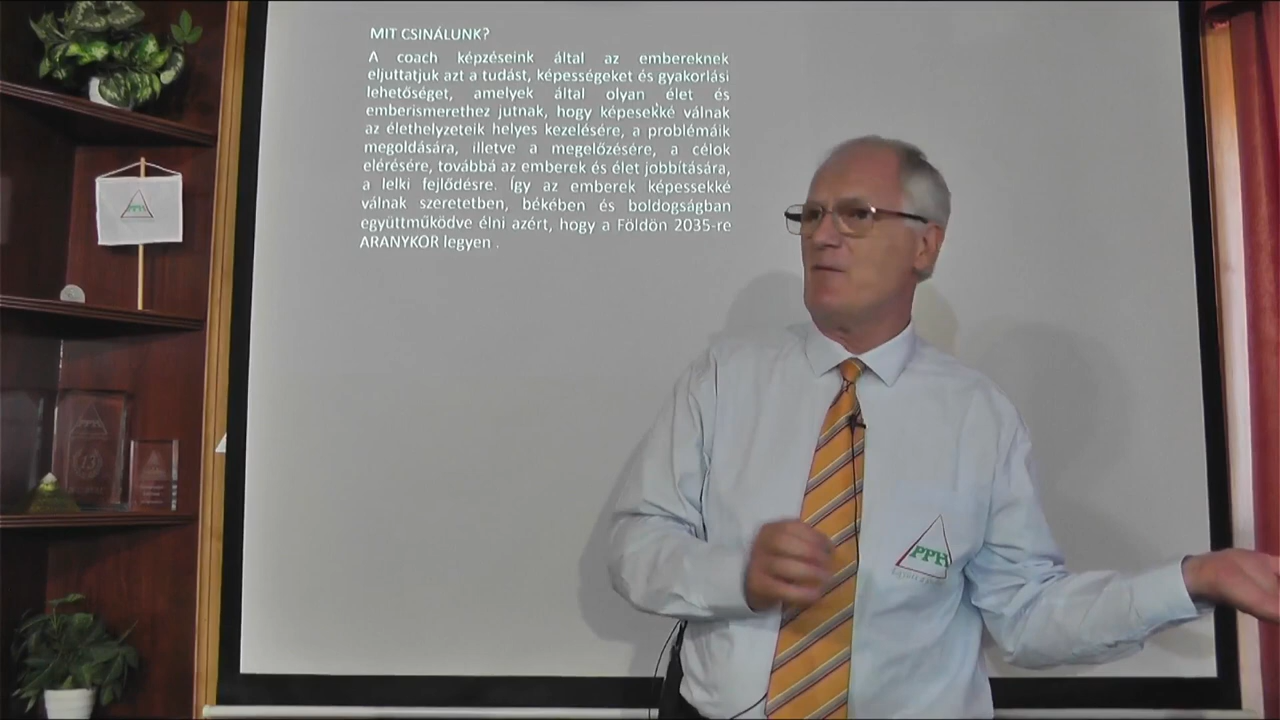 MIT CSINÁLUNK?
A coach képzéseink által az embereknek
eljuttatjuk azt a tudást, képességeket és gyakorlási
lehetőséget, amelyek által olyan élet és
emberismerethez jutnak, hogy képesekké válnak
az élethelyzeteik helyes kezelésére, a problémáik
megoldására, illetve a megelőzésére, a célok
elérésére, továbbá az emberek és élet jobbítására,
a lelki fejlődésre. Így az emberek képessekké
válnak szeretetben, békében és boldogságban
együttműködve élni azért, hogy a Földön 2035-re
ARANYKOR legyen .
PPH
PPH
13